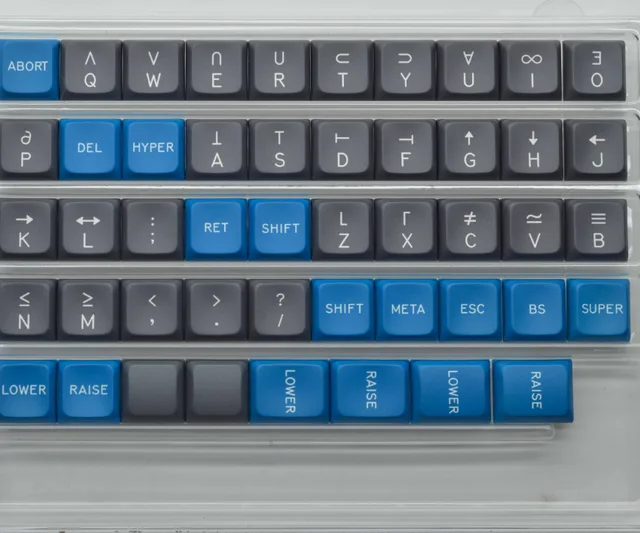 ABORT ∧ Q ∨ W ∩ E ∪ R ⊂ T ⊃ Y ∀ U ∞ I ∃ O
∂ P DEL HYPER ⊥ A ⊤ S ⊢ D ⊣ F ↑ G ↓ H ← J
→ K ↔ L : ; RET SHIFT L Z Γ X ≠ C ≃ V ≡ B
≤ N ≥ M < , > . ? / SHIFT META ESC BS SUPER
LOWER RAISE LOWER RAISE LOWER RAISE